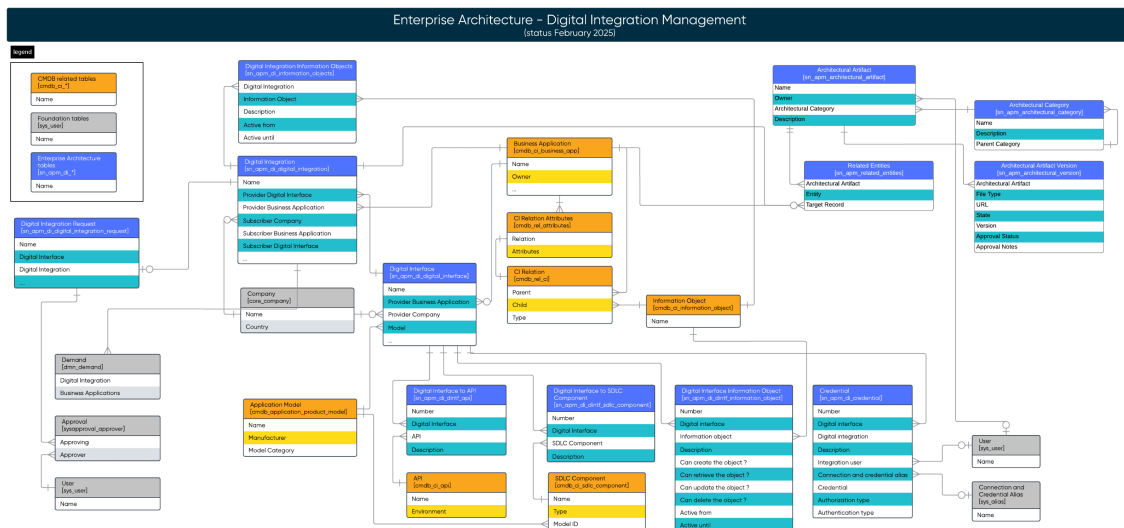 Enterprise Architecture - Digital Integration Management
(status February 2025)
legend
CMDB related tables
[cmdb_ci_*]
Name
Foundation tables
[sys_user]
Name
Enterprise Architecture
tables
[sn_apm_di_*]
Name
Digital Integration Information Objects
[sn_apm_di_information_objects]
Digital Integration
Information Object
Description
Active from
Active until
Digital Integration
[sn_apm_di_digital_integration]
Name
Provider Digital Interface
Provider Business Application
Subscriber Company
Subscriber Business Application
Subscriber Digital Interface
...
Digital Integration Request
[sn_apm_di_digital_integration_request]
Name
Digital Interface
Digital Integration
...
Company
[core_company]
Name
Country
Demand
[dmn_demand]
Digital Integration
Business Applications
Approval
[sysapproval_approver]
Approving
Approver
User
[sys_user]
Name
Application Model
[cmdb_application_product_model]
Name
Manufacturer
Model Category
Digital Interface
[sn_apm_di_digital_interface]
Name
Provider Business Application
Provider Company
Model
...
Business Application
[cmdb_ci_business_app]
Name
Owner
...
CI Relation Attributes
[cmdb_rel_attributes]
Relation
Attributes
CI Relation
[cmdb_rel_ci]
Parent
Child
Type
Information Object
[cmdb_ci_information_object]
Name
Architectural Artifact
[sn_apm_architectural_artifact]
Name
Owner
Architectural Category
Description
Architectural Category
[sn_apm_architectural_category]
Name
Description
Parent Category
Related Entities
[sn_apm_related_entities]
Architectural Artifact
Entity
Target Record
Architectural Artifact Version
[sn_apm_architectural_version]
Architectural Artifact
File Type
URL
State
Version
Approval Status
Approval Notes
Digital Interface to API
[sn_apm_di_dintf_api]
Number
Digital Interface
API
Description
API
[cmdb_ci_api]
Name
Environment
Digital Interface to SDLC
Component
[sn_apm_di_dintf_sdlc_component]
Number
Digital Interface
SDLC Component
Description
SDLC Component
[cmdb_ci_sdlc_component]
Name
Type
Model ID
Digital Interface Information Object
[sn_apm_di_dintf_information_object]
Number
Digital interface
Information object
Description
Can create the object ?
Can retrieve the object ?
Can update the object ?
Can delete the object ?
Active from
Active until
Credential
[sn_apm_di_credential]
Number
Digital interface
Digital integration
Description
Integration user
Connection and credential alias
Credential
Authorization type
Authentication type
User
[sys_user]
Name
Connection and
Credential Alias
[sys_alias]
Name